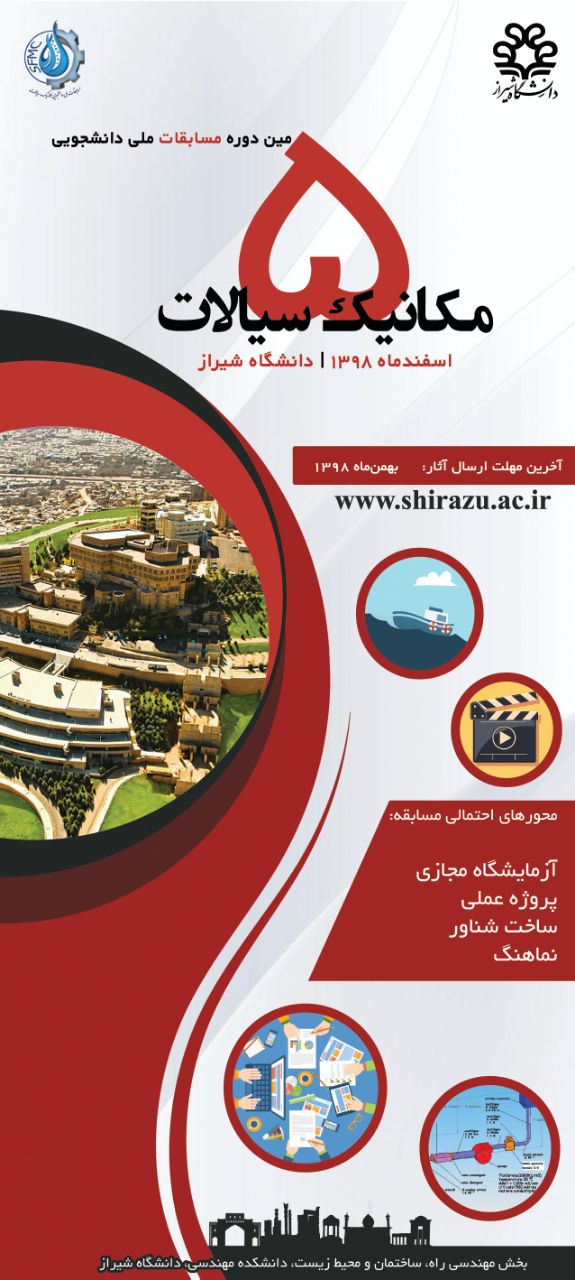 دانشگاه شیراز
SFMC
۵ مین دوره مسابقات ملی دانشجویی
مکانیک سیالات
اسفندماه ۱۳۹۸ | دانشگاه شیراز
آخرین مهلت ارسال آثار: بهمن‌ماه ۱۳۹۸
www.shirazu.ac.ir
محورهای احتمالی مسابقه:
آزمایشگاه مجازی
پروژه عملی
ساخت شناور
نماهنگ
بخش مهندسی راه، ساختمان و محیط زیست، دانشکده مهندسی، دانشگاه شیراز